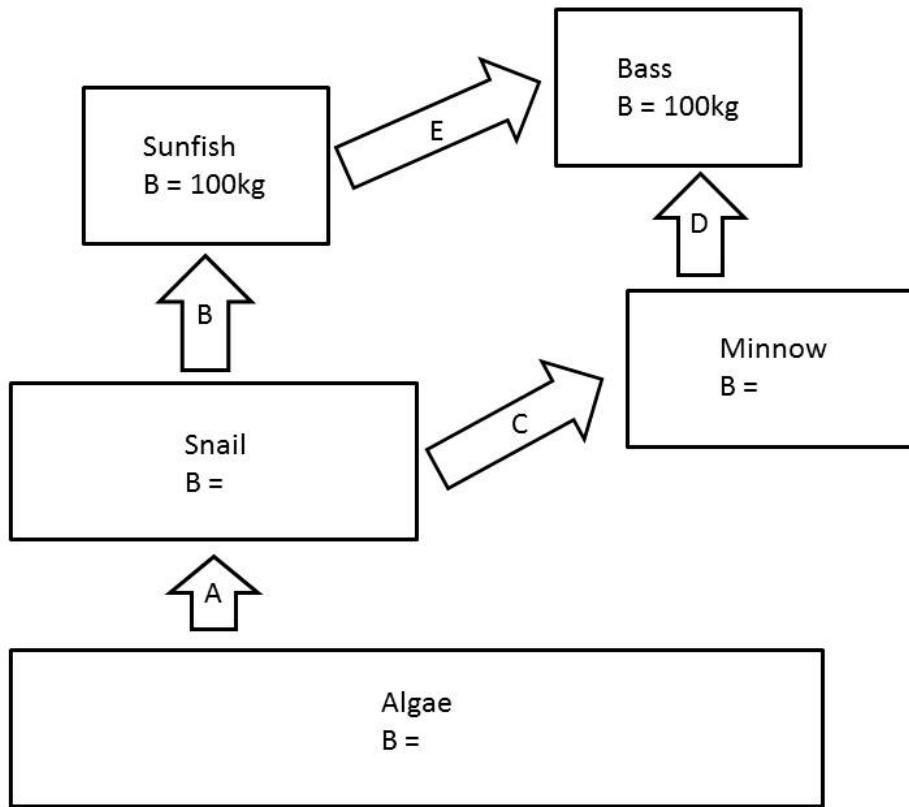 Bass
B = 100kg
Sunfish
B = 100kg
E
D
B
Minnow
B =
C
Snail
B =
A
Algae
B =